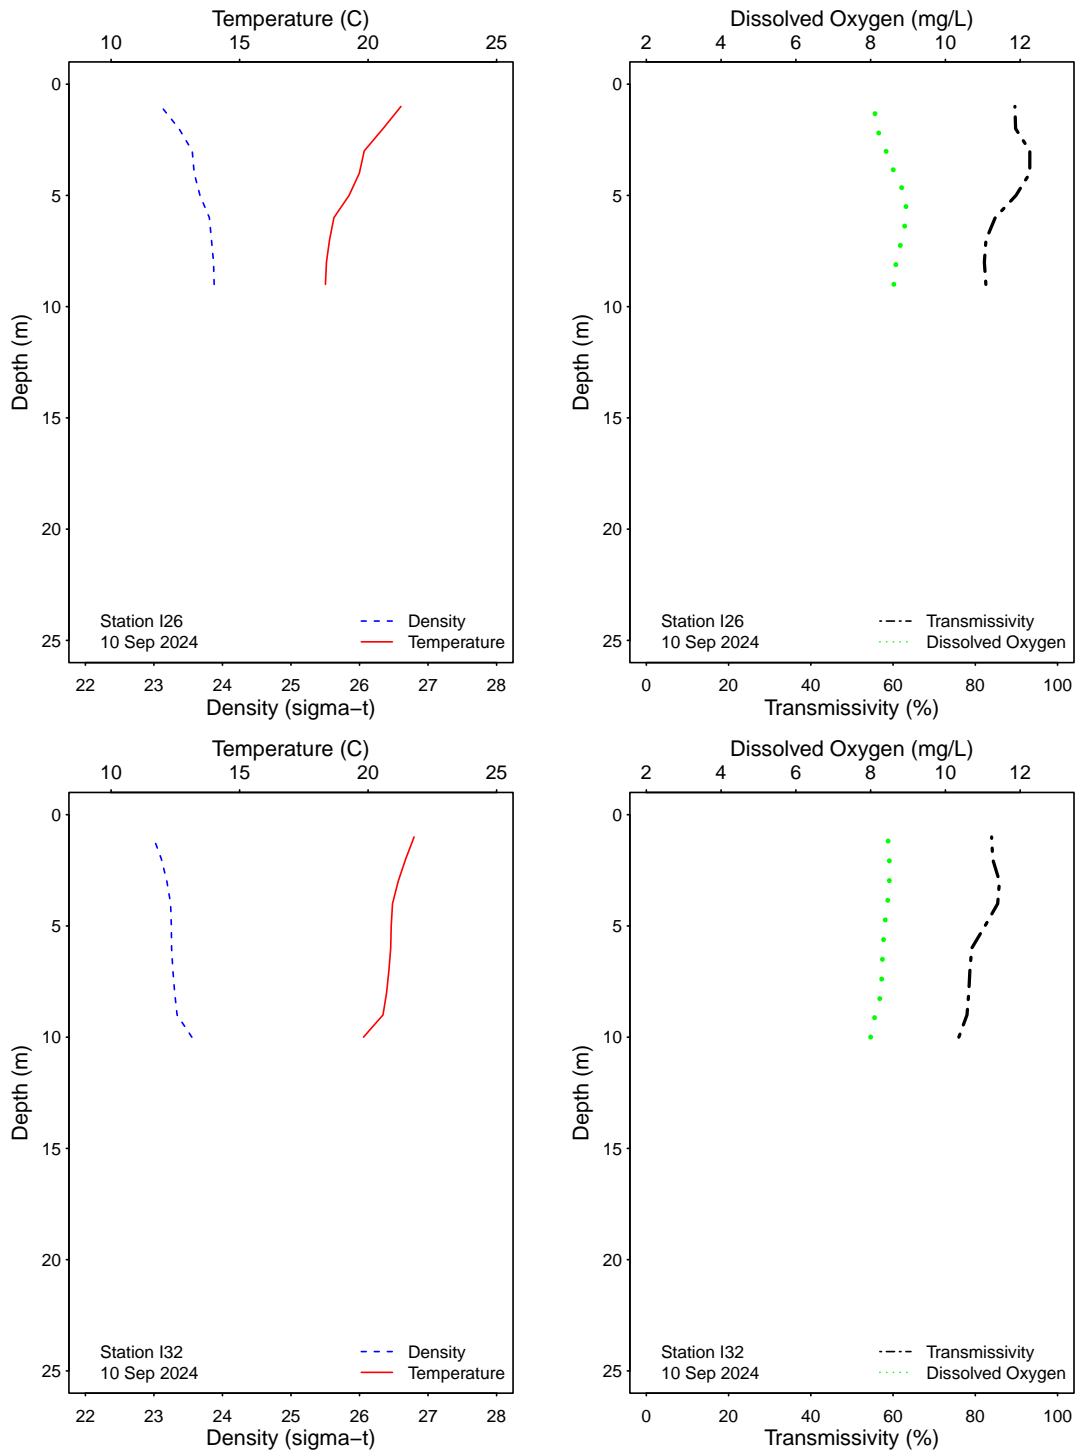 Temperature (C)
10 15 20 25
0
5
10
15
20
25
Depth (m)
Station I26
10 Sep 2024
Density
Temperature
22 23 24 25 26 27 28
Density (sigma−t)
Dissolved Oxygen (mg/L)
2 4 6 8 10 12
0
5
10
15
20
25
Depth (m)
Station I26
10 Sep 2024
Transmissivity
Dissolved Oxygen
0 20 40 60 80 100
Transmissivity (%)
Temperature (C)
10 15 20 25
0
5
10
15
20
25
Depth (m)
Station I32
10 Sep 2024
Density
Temperature
22 23 24 25 26 27 28
Density (sigma−t)
Dissolved Oxygen (mg/L)
2 4 6 8 10 12
0
5
10
15
20
25
Depth (m)
Station I32
10 Sep 2024
Transmissivity
Dissolved Oxygen
0 20 40 60 80 100
Transmissivity (%)